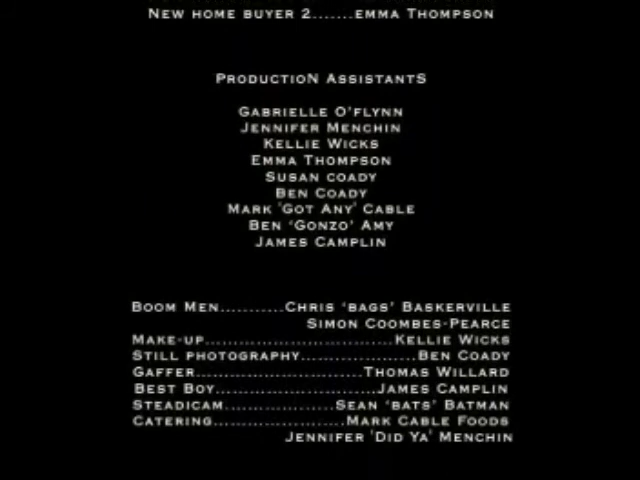 NEW HOME BUYER 2.......EMMA THOMPSON
PRODUCTION ASSISTANTS
GABRIELLE O'FLYNN
JENNIFER MENCHIN
KELLIE WICKS
EMMA THOMPSON
SUSAN COADY
BEN COADY
MARK 'GOT ANY' CABLE
BEN 'GONZO' AMY
JAMES CAMPLIN
BOOM MEN..........CHRIS 'BAGS' BASKERVILLE
SIMON COOMBES-PEARCE
MAKE-UP................................KELLIE WICKS
STILL PHOTOGRAPHY....................BEN COADY
GAFFER............................THOMAS WILLARD
BEST BOY...........................JAMES CAMPLIN
STEADICAM...................SEAN 'BATS' BATMAN
CATERING......................MARK CABLE FOODS
JENNIFER 'DID YA' MENCHIN